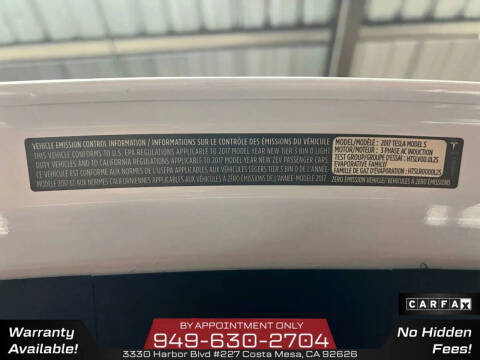 VEHICLE EMISSION CONTROL INFORMATION / INFORMATIONS SUR LE CONTRÔLE DES ÉMISSIONS DU VÉHICULE
THIS VEHICLE CONFORMS TO U.S. EPA REGULATIONS APPLICABLE TO 2017 MODEL YEAR NEW TIER 3 BIN 0 LIGHT
DUTY VEHICLES AND TO CALIFORNIA REGULATIONS APPLICABLE TO 2017 MODEL YEAR NEW ZEV PASSENGER CARS.
CE VÉHICULE EST CONFORME AUX NORMES DE L'USEPA APPLICABLES AUX VÉHICULES LÉGERS TIER 3 BIN 0 DE L'ANNÉE-
MODÈLE 2017 ET AUX NORMES CALIFORNIENNES APPLICABLES AUX VÉHICULES À ZÉRO ÉMISSIONS DE L'ANNÉE-MODÈLE 2017.
MODEL/MODÈLE : 2017 TESLA MODEL S
MOTOR/MOTEUR : 3 PHASE AC INDUCTION
TEST GROUP/GROUPE D'ESSAI : HTSLV00.0L2S
EVAPORATIVE FAMILY/
FAMILLE DE GAZ D'ÉVAPORATION : HTSLR0000L2S
ZERO EMISSION VEHICLE/ VEHICULES A ZÉRO ÉMISSIONS
CARFAX
Warranty
Available!
BY APPOINTMENT ONLY
949-630-2704
3330 Harbor Blvd #227 Costa Mesa, CA 92626
No Hidden
Fees!